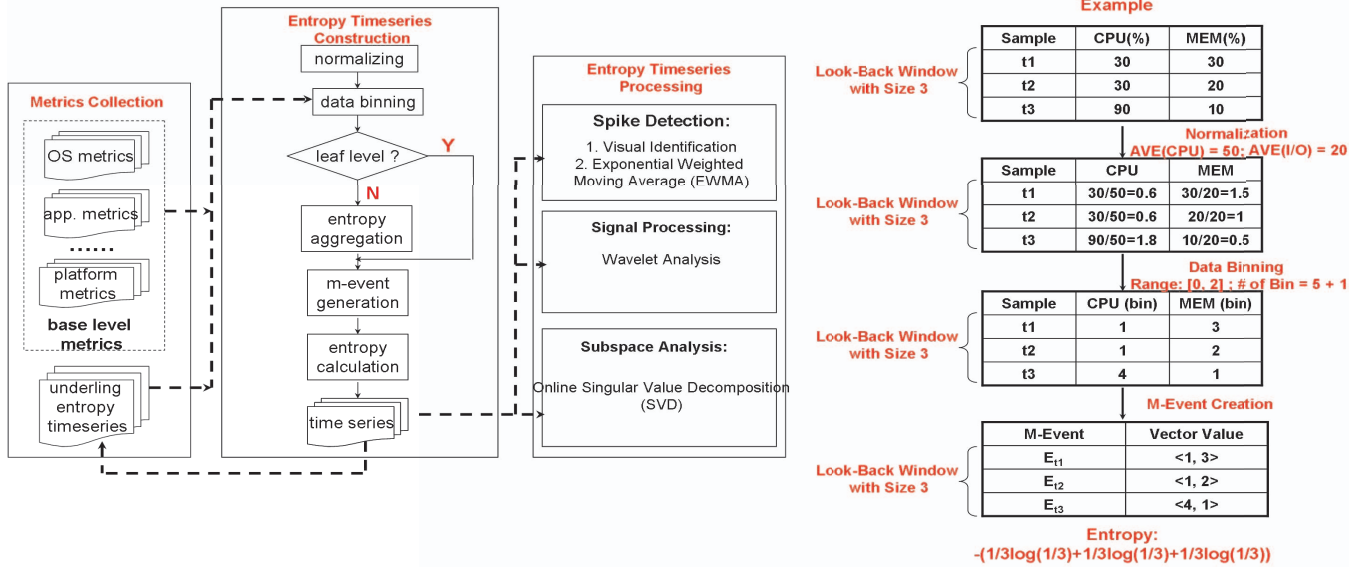 Metrics Collection
OS metrics
app. metrics
......
platform
metrics
base level
metrics
underling
entropy
timeseries
Entropy Timeseries
Construction
normalizing
data binning
leaf level ?
Y
N
entropy
aggregation
m-event
generation
entropy
calculation
time series
Entropy Timeseries
Processing
Spike Detection:
1. Visual Identification
2. Exponential Weighted
Moving Average (EWMA)
Signal Processing:
Wavelet Analysis
Subspace Analysis:
Online Singular Value Decomposition
(SVD)
Example
Look-Back Window
with Size 3
Sample CPU(%) MEM(%)
t1 30 30
t2 30 20
t3 90 10
Normalization
AVE(CPU) = 50; AVE(I/O) = 20
Look-Back Window
with Size 3
Sample CPU MEM
t1 30/50=0.6 30/20=1.5
t2 30/50=0.6 20/20=1
t3 90/50=1.8 10/20=0.5
Data Binning
Range: [0, 2] ; # of Bin = 5 + 1
Look-Back Window
with Size 3
Sample CPU (bin) MEM (bin)
t1 1 3
t2 1 2
t3 4 1
M-Event Creation
Look-Back Window
with Size 3
M-Event Vector Value
Et1 <1, 3>
Et2 <1, 2>
Et3 <4, 1>
Entropy:
-(1/3log(1/3)+1/3log(1/3)+1/3log(1/3))